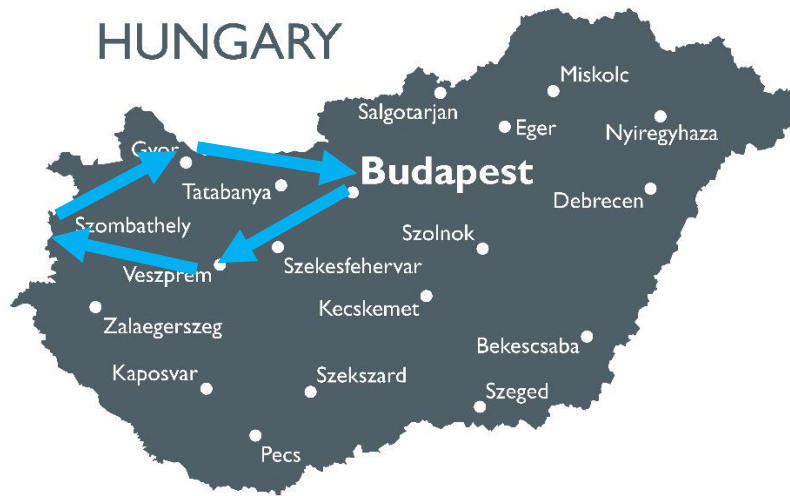 HUNGARY
Miskolc
Salgotarjan
Eger
Nyiregyhaza
Gyor
Budapest
Tatabanya
Debrecen
Szombathely
Szolnok
Veszprem
Szekesfehervar
Kecskemet
Zalaegerszeg
Bekescsaba
Kaposvar
Szekszard
Szeged
Pecs